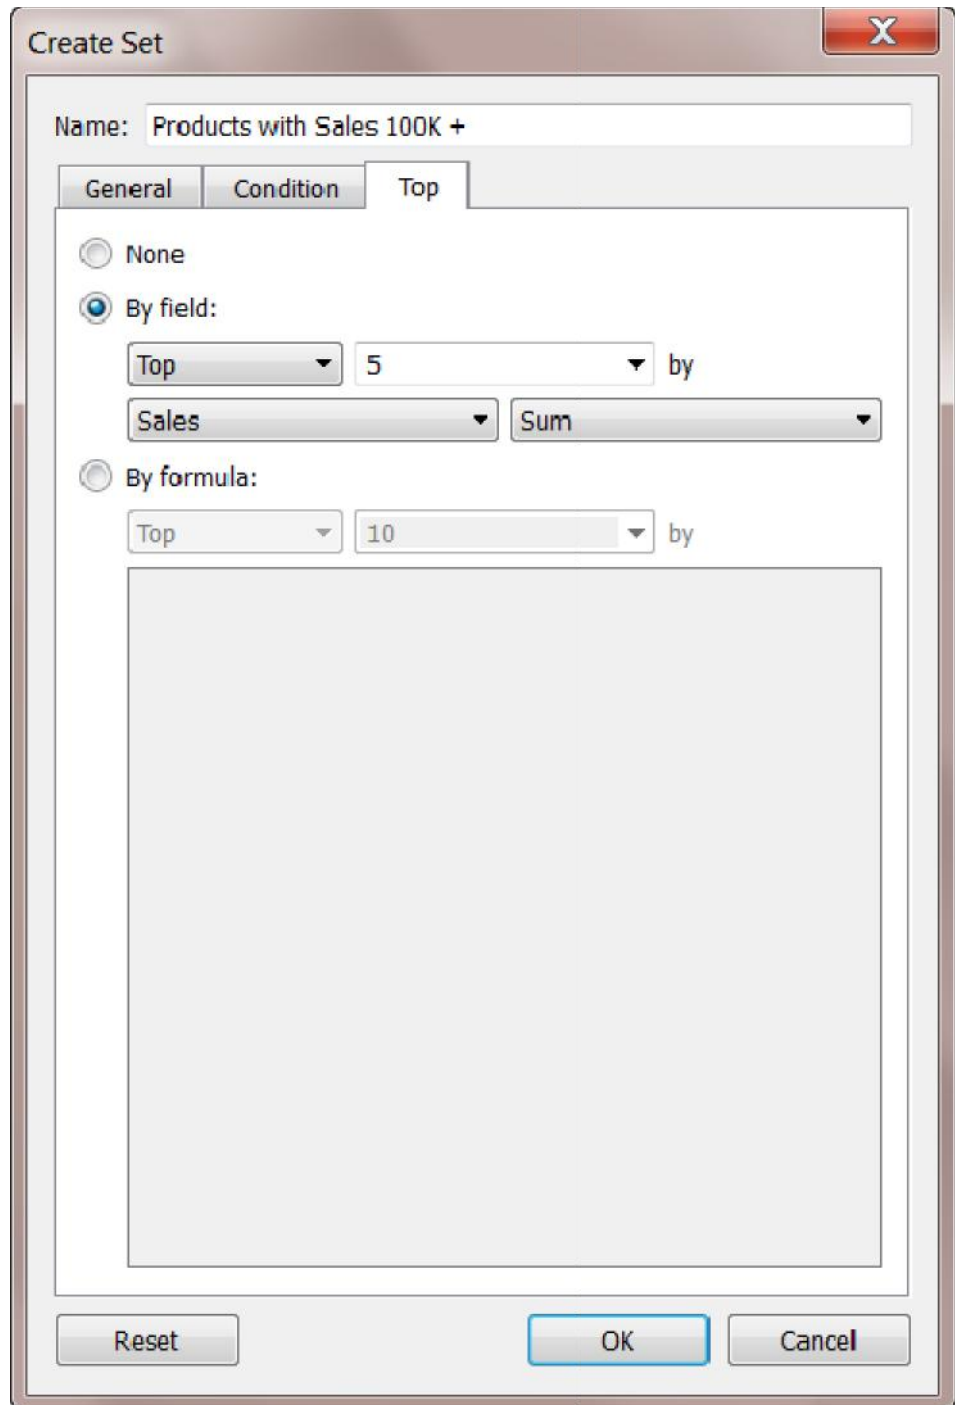 Create Set
X
Name: Products with Sales 100K +
General Condition Top
None
By field:
Top 5 by
Sales Sum
By formula:
Top 10 by
Reset OK Cancel